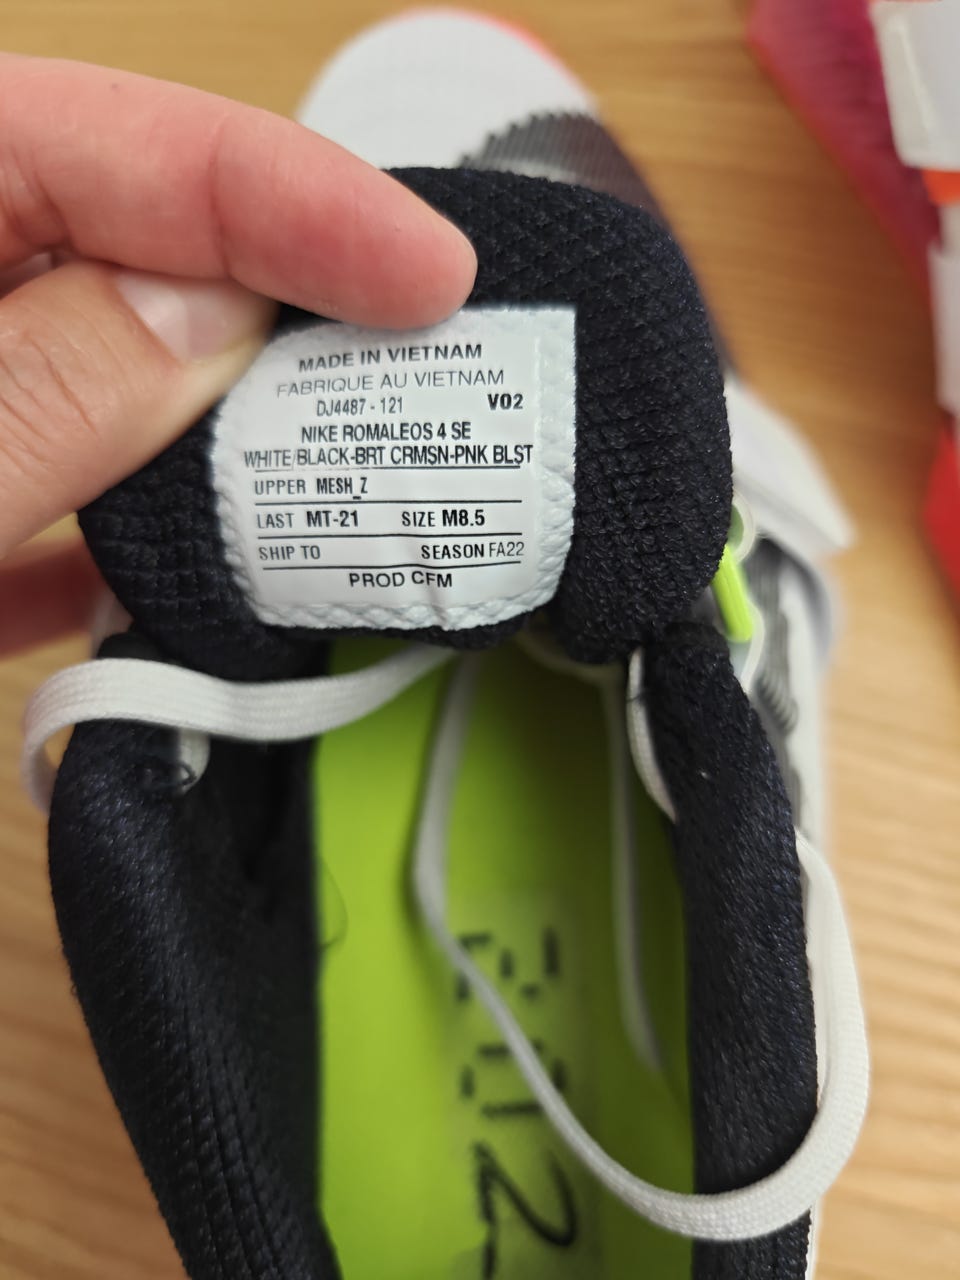 MADE IN VIETNAM
FABRIQUE AU VIETNAM
DJ4487 - 121 V02
NIKE ROMALEOS 4 SE
WHITE/BLACK-BRT CRMSN-PNK BLST
UPPER MESH_Z
LAST MT-21 SIZE M8.5
SHIP TO SEASON FA22
PROD CFM